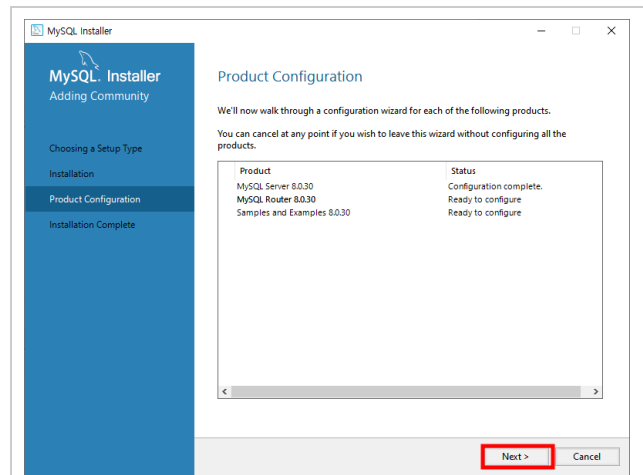 MySQL Installer
MySQL. Installer
Adding Community
Choosing a Setup Type
Installation
Product Configuration
Installation Complete
Product Configuration
We'll now walk through a configuration wizard for each of the following products.
You can cancel at any point if you wish to leave this wizard without configuring all the
products.
Product Status
MySQL Server 8.0.30 Configuration complete.
MySQL Router 8.0.30 Ready to configure
Samples and Examples 8.0.30 Ready to configure
Next > Cancel